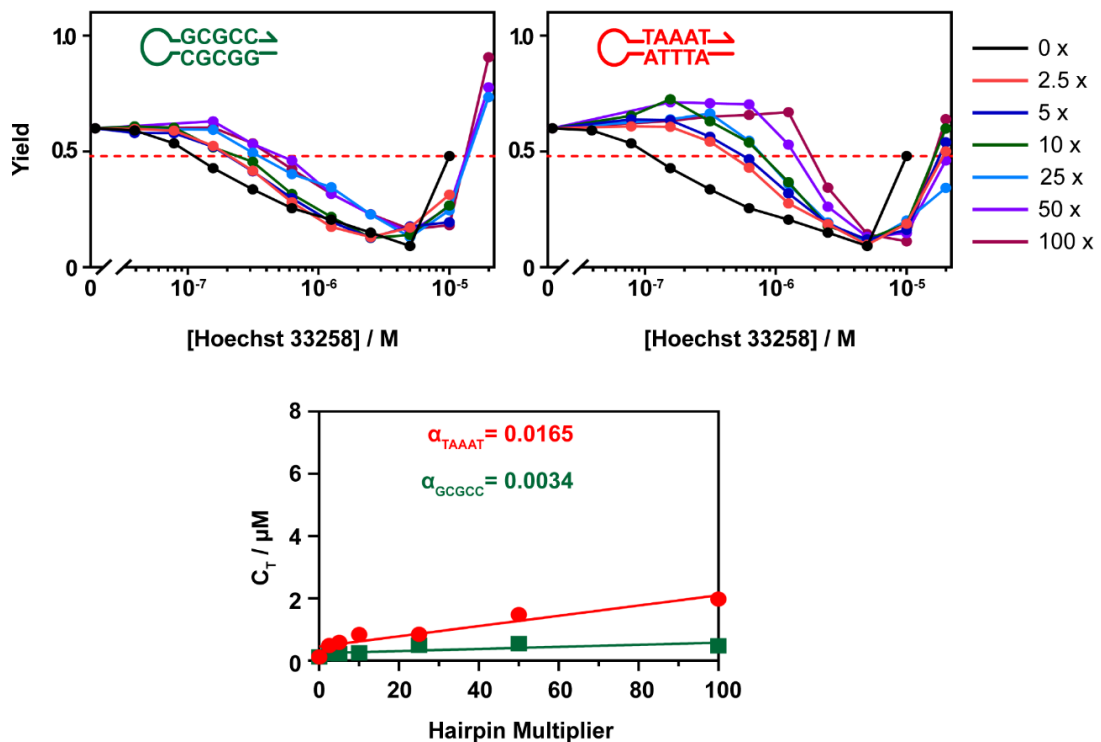 1.0
0.5
0
Yield
GCGCC
CGCGG
0
10⁻⁷
10⁻⁶
10⁻⁵
[Hoechst 33258] / M
1.0
0.5
0
TAAAT
ATTTA
0
10⁻⁷
10⁻⁶
10⁻⁵
[Hoechst 33258] / M
0 x
2.5 x
5 x
10 x
25 x
50 x
100 x
8
6
4
2
0
C_T / µM
α_TAAAT = 0.0165
α_GCGCC = 0.0034
0
20
40
60
80
100
Hairpin Multiplier